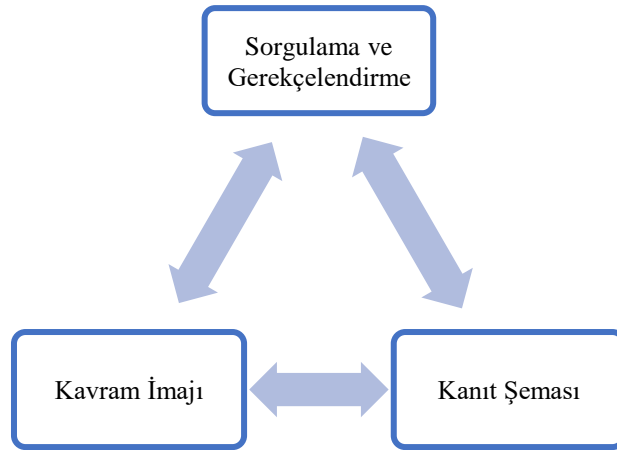 Sorgulama ve
Gerekçelendirme
Kavram İmajı
Kanıt Şeması